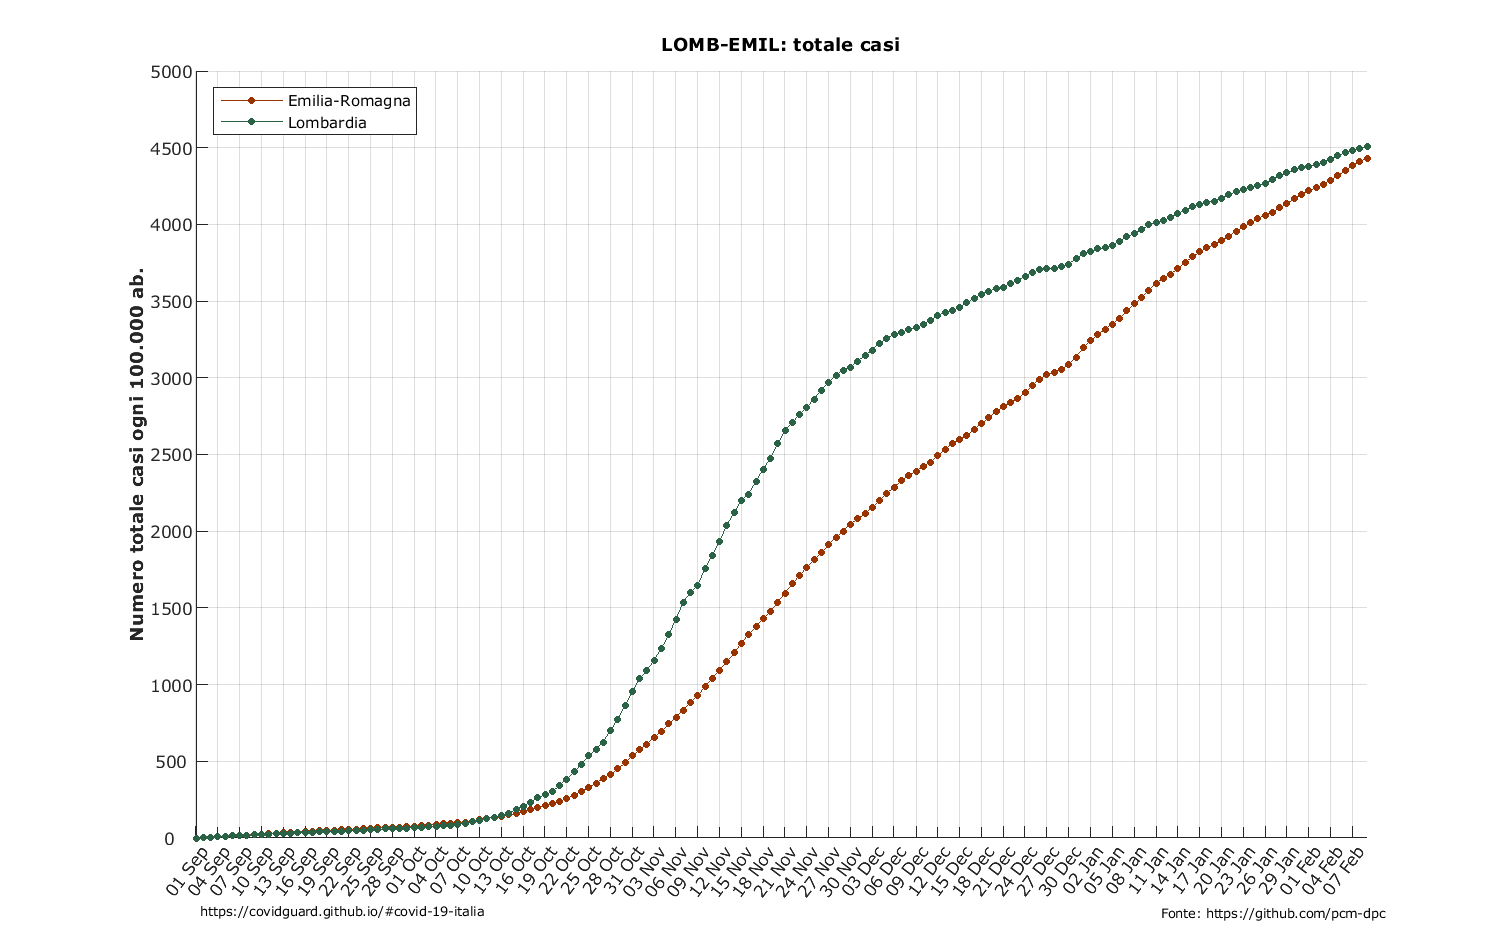 LOMB-EMIL: totale casi
Emilia-Romagna
Lombardia
Numero totale casi ogni 100.000 ab.
5000
4500
4000
3500
3000
2500
2000
1500
1000
500
0
01 Sep
04 Sep
07 Sep
10 Sep
13 Sep
16 Sep
19 Sep
22 Sep
25 Sep
28 Sep
01 Oct
04 Oct
07 Oct
10 Oct
13 Oct
16 Oct
19 Oct
22 Oct
25 Oct
28 Oct
31 Oct
03 Nov
06 Nov
09 Nov
12 Nov
15 Nov
18 Nov
21 Nov
24 Nov
27 Nov
30 Nov
03 Dec
06 Dec
09 Dec
12 Dec
15 Dec
18 Dec
21 Dec
24 Dec
27 Dec
30 Dec
02 Jan
05 Jan
08 Jan
11 Jan
14 Jan
17 Jan
20 Jan
23 Jan
26 Jan
29 Jan
01 Feb
04 Feb
07 Feb
https://covidguard.github.io/#covid-19-italia
Fonte: https://github.com/pcm-dpc